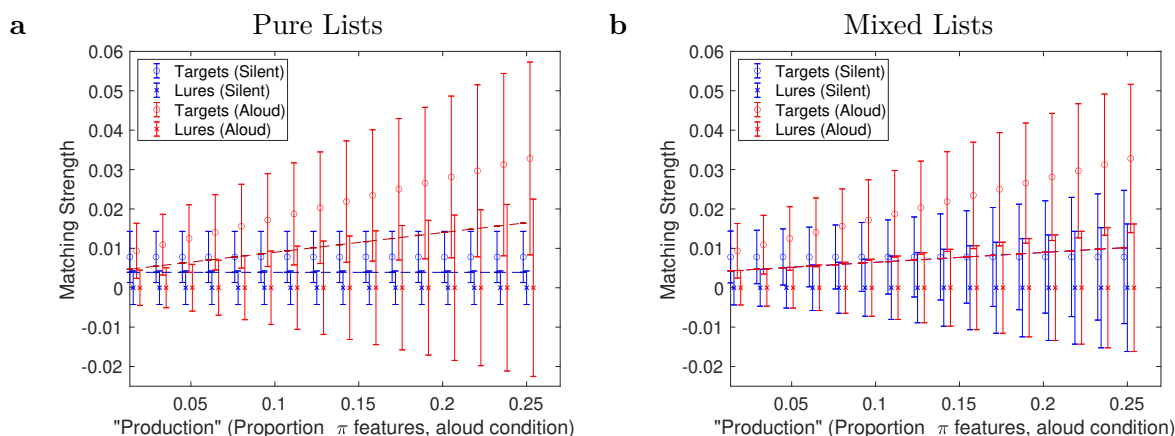 a
Pure Lists
0.06
0.05
0.04
0.03
0.02
0.01
0
-0.01
-0.02
Matching Strength
Targets (Silent)
Lures (Silent)
Targets (Aloud)
Lures (Aloud)
0.05
0.1
0.15
0.2
0.25
"Production" (Proportion π features, aloud condition)
b
Mixed Lists
0.06
0.05
0.04
0.03
0.02
0.01
0
-0.01
-0.02
Matching Strength
Targets (Silent)
Lures (Silent)
Targets (Aloud)
Lures (Aloud)
0.05
0.1
0.15
0.2
0.25
"Production" (Proportion π features, aloud condition)